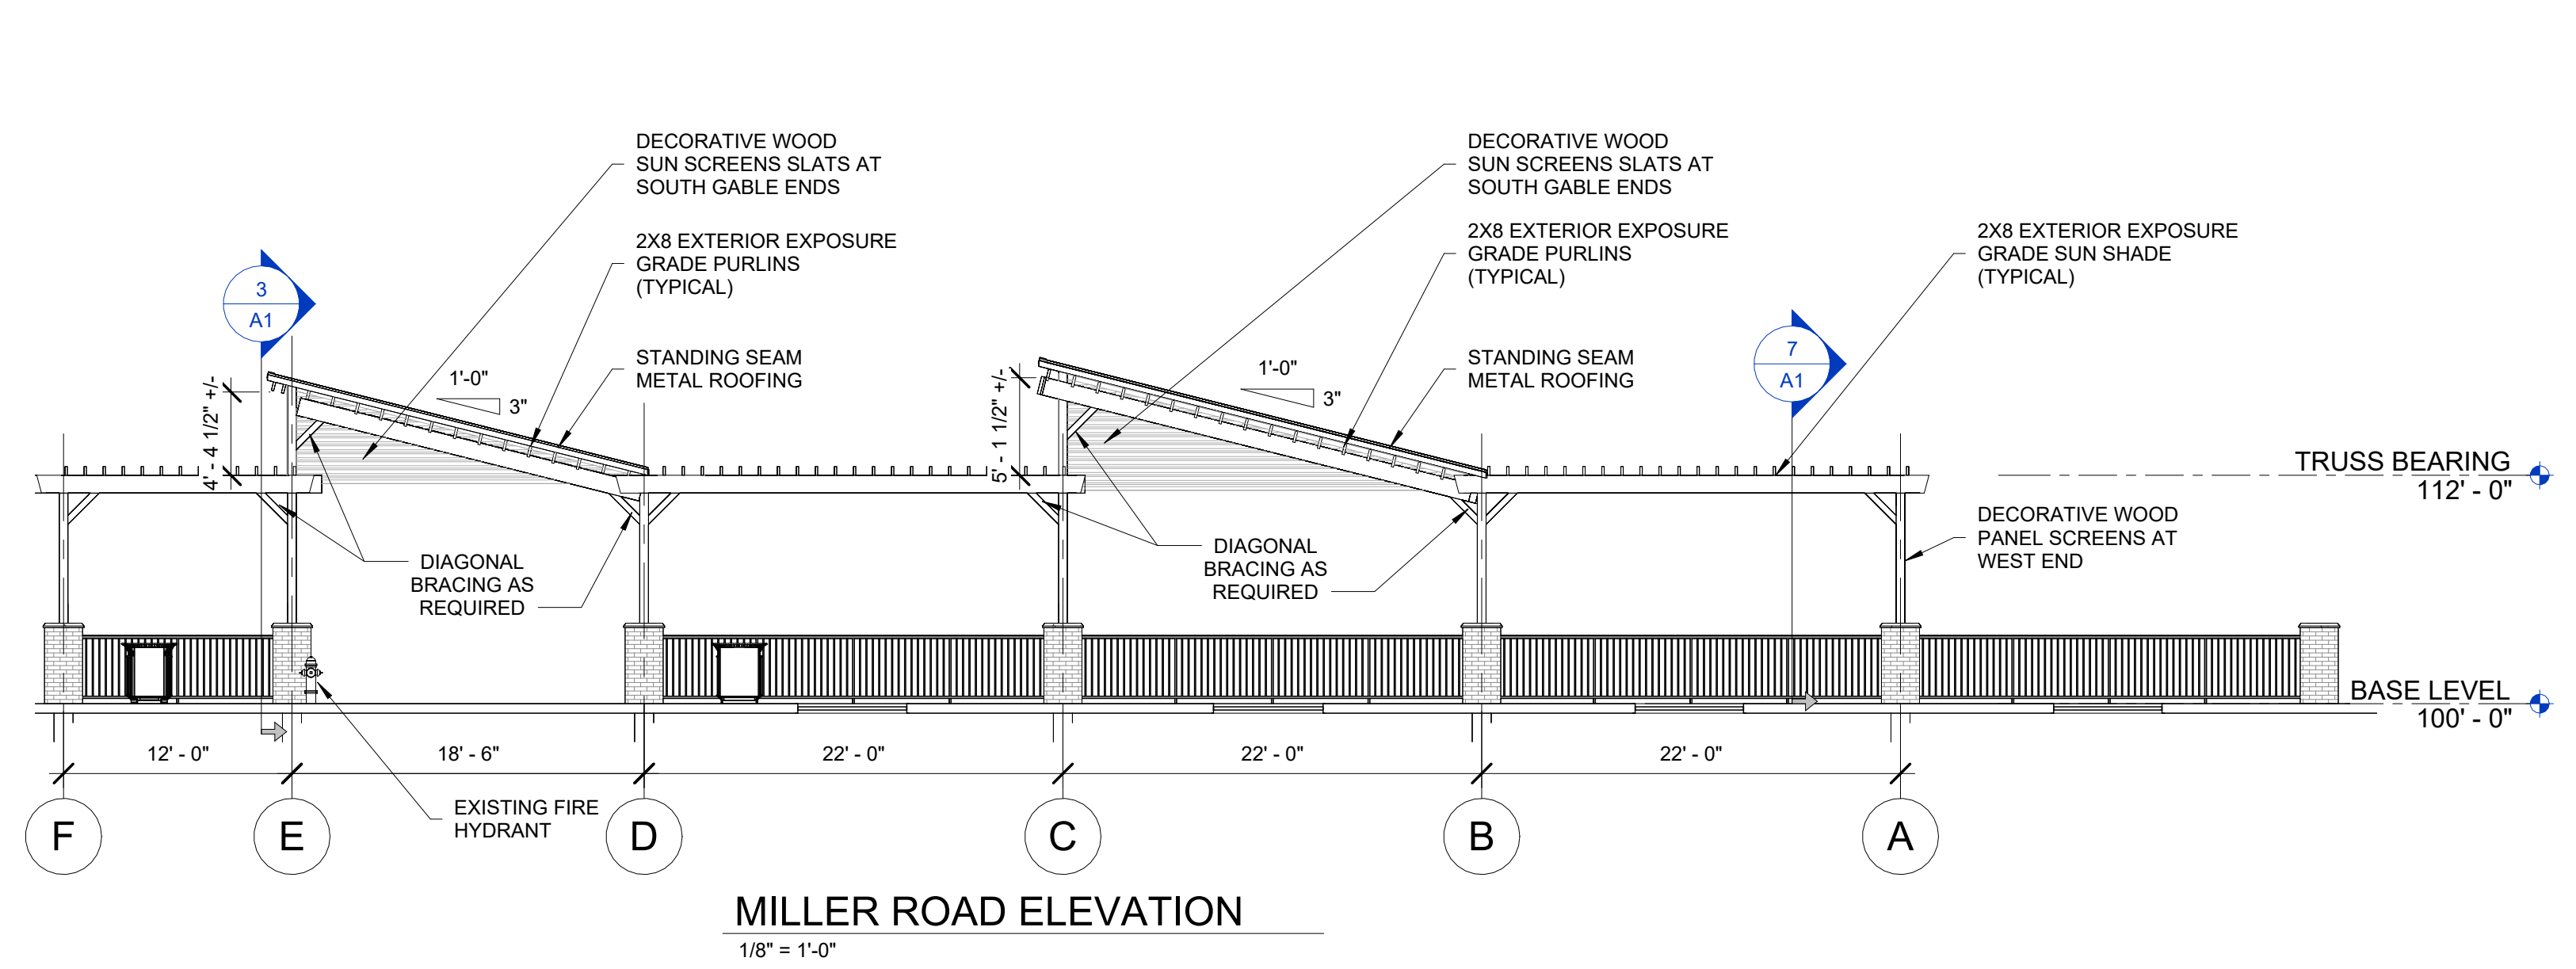 DECORATIVE WOOD
SUN SCREENS SLATS AT
SOUTH GABLE ENDS
DECORATIVE WOOD
SUN SCREENS SLATS AT
SOUTH GABLE ENDS
2X8 EXTERIOR EXPOSURE
GRADE PURLINS
(TYPICAL)
2X8 EXTERIOR EXPOSURE
GRADE PURLINS
(TYPICAL)
2X8 EXTERIOR EXPOSURE
GRADE SUN SHADE
(TYPICAL)
3
A1
7
A1
STANDING SEAM
METAL ROOFING
STANDING SEAM
METAL ROOFING
1'-0"
3"
1'-0"
3"
4' - 4 1/2" +/-
5' - 1 1/2" +/-
TRUSS BEARING
112' - 0"
DECORATIVE WOOD
PANEL SCREENS AT
WEST END
DIAGONAL
BRACING AS
REQUIRED
DIAGONAL
BRACING AS
REQUIRED
BASE LEVEL
100' - 0"
12' - 0"
18' - 6"
22' - 0"
22' - 0"
22' - 0"
EXISTING FIRE
HYDRANT
F
E
D
C
B
A
MILLER ROAD ELEVATION
1/8" = 1'-0"